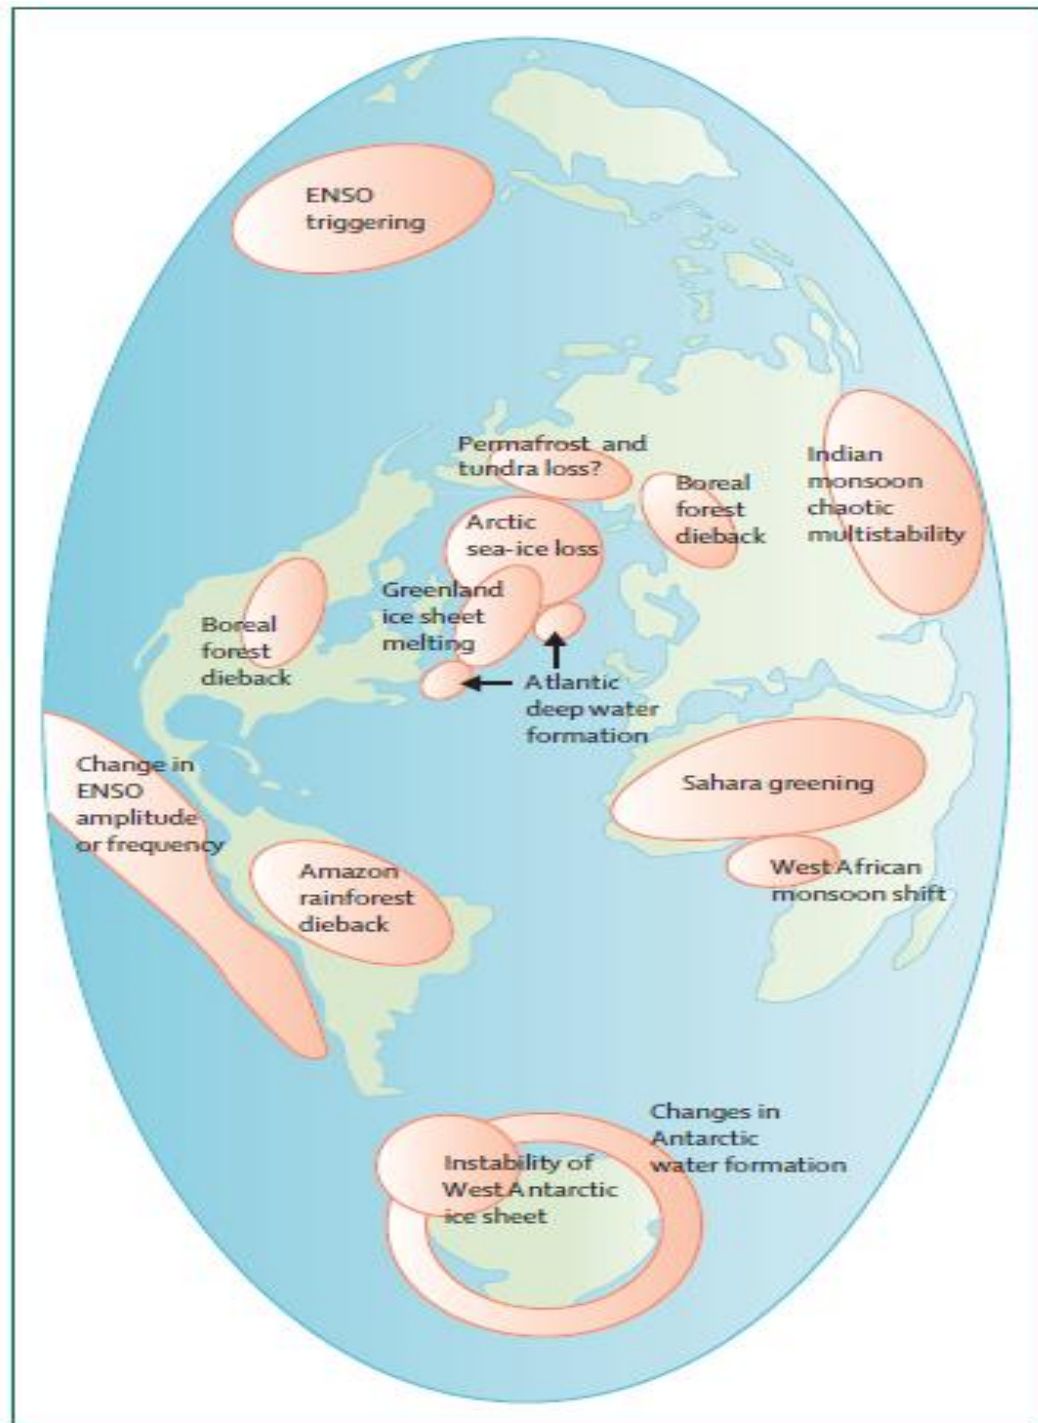 ENSO
triggering
Permafrost and
tundra loss?
Arctic
sea-ice loss
Boreal
forest
dieback
Indian
monsoon
chaotic
multistability
Greenland
ice sheet
melting
Boreal
forest
dieback
Atlantic
deep water
formation
Change in
ENSO
amplitude
or frequency
Sahara greening
West African
monsoon shift
Amazon
rainforest
dieback
Changes in
Antarctic
water formation
Instability of
West Antarctic
ice sheet